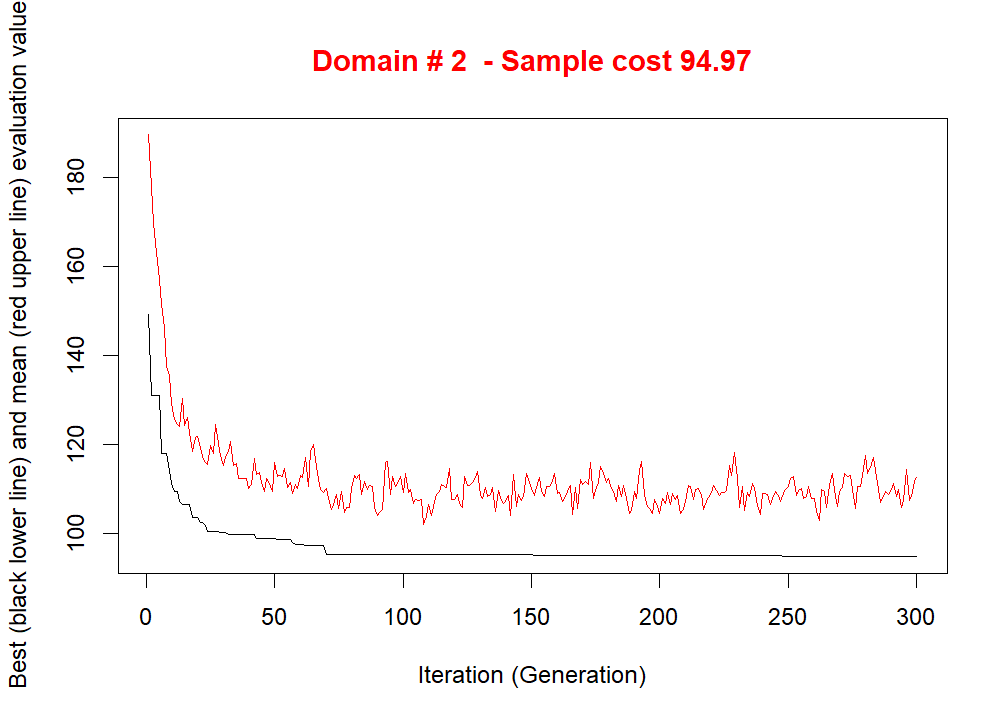 Domain # 2  - Sample cost 94.97
Best (black lower line) and mean (red upper line) evaluation value
180
160
140
120
100
0 50 100 150 200 250 300
Iteration (Generation)